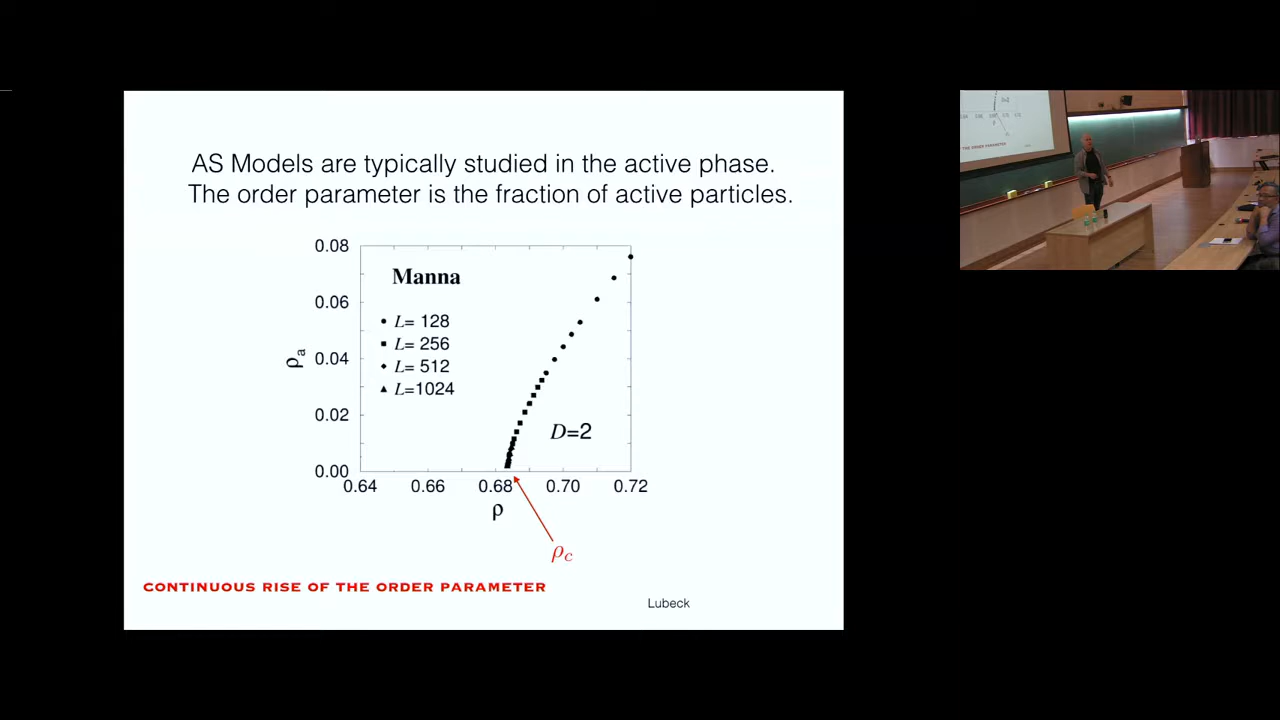 AS Models are typically studied in the active phase.
The order parameter is the fraction of active particles.
0.08
0.06
0.04
0.02
0.00
ρa
Manna
L= 128
L= 256
L= 512
L=1024
D=2
0.64 0.66 0.68 0.70 0.72
ρ
ρc
CONTINUOUS RISE OF THE ORDER PARAMETER
Lubeck